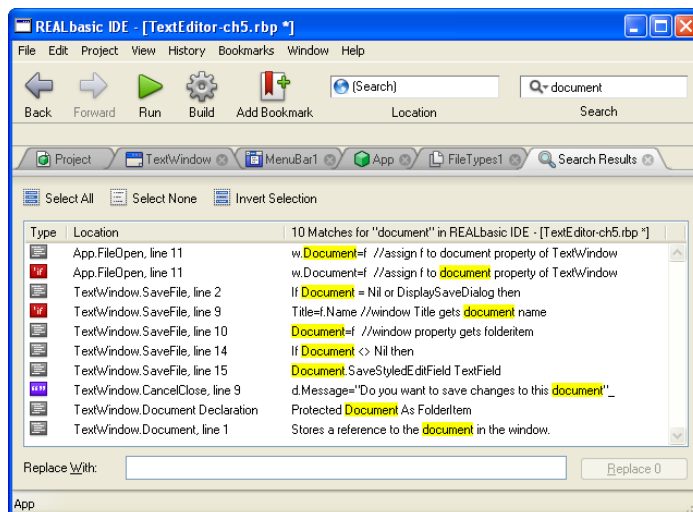 REALbasic IDE - [TextEditor-ch5.rbp *]
File Edit Project View History Bookmarks Window Help
(Search) document
Back Forward Run Build Add Bookmark Location Search
Project TextWindow MenuBar1 App FileTypes1 Search Results
Select All Select None Invert Selection
Type Location 10 Matches for "document" in REALbasic IDE - [TextEditor-ch5.rbp *]
App.FileOpen, line 11 w.Document=f //assign f to document property of TextWindow
"if App.FileOpen, line 11 w.Document=f //assign f to document property of TextWindow
TextWindow.SaveFile, line 2 If Document = Nil or DisplaySaveDialog then
"if TextWindow.SaveFile, line 9 Title=f.Name //window Title gets document name
TextWindow.SaveFile, line 10 Document=f //window property gets folderitem
TextWindow.SaveFile, line 14 If Document <> Nil then
TextWindow.SaveFile, line 15 Document.SaveStyledEditField TextField
TextWindow.CancelClose, line 9 d.Message="Do you want to save changes to this document"_
TextWindow.Document Declaration Protected Document As FolderItem
TextWindow.Document, line 1 Stores a reference to the document in the window.
Replace With: Replace 0
App